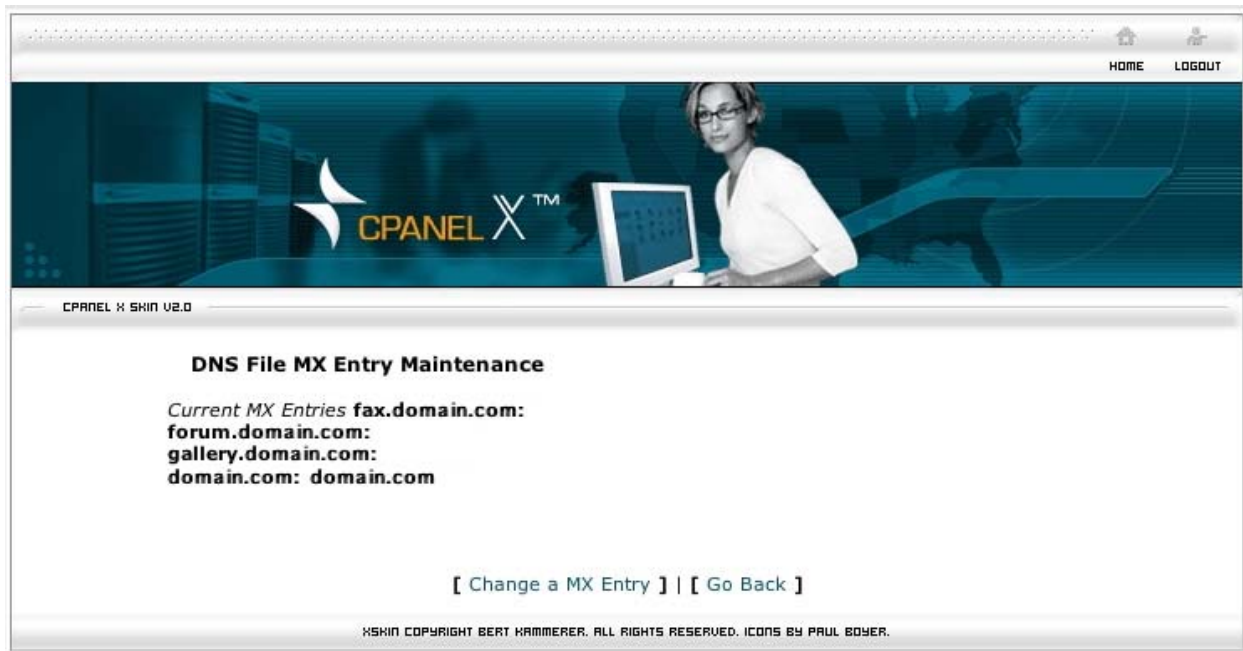 HOME LOGOUT
CPANEL X ™
CPANEL X SKIN V2.0
DNS File MX Entry Maintenance
Current MX Entries fax.domain.com:
forum.domain.com:
gallery.domain.com:
domain.com: domain.com
[ Change a MX Entry ] | [ Go Back ]
XSKIN COPYRIGHT BERT KAMMERER. ALL RIGHTS RESERVED. ICONS BY PAUL BOYER.